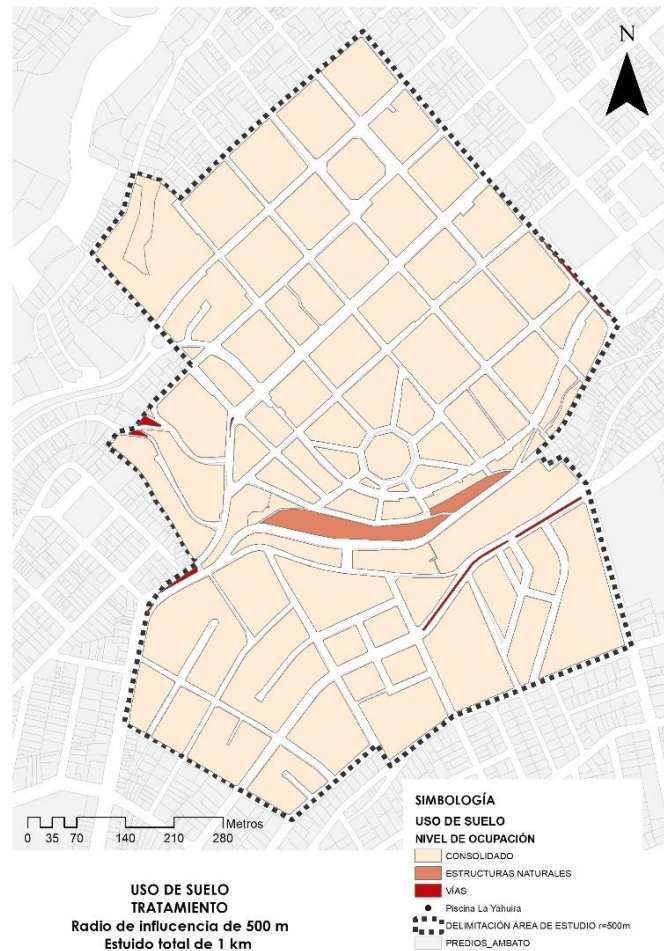 N
Metros
0 35 70 140 210 280
USO DE SUELO
TRATAMIENTO
Radio de influcencia de 500 m
Estuido total de 1 km
SIMBOLOGÍA
USO DE SUELO
NIVEL DE OCUPACIÓN
CONSOLIDADO
ESTRUCTURAS NATURALES
VÍAS
Piscina La Yahuira
DELIMITACIÓN ÁREA DE ESTUDIO r=500m
PREDIOS_AMBATO